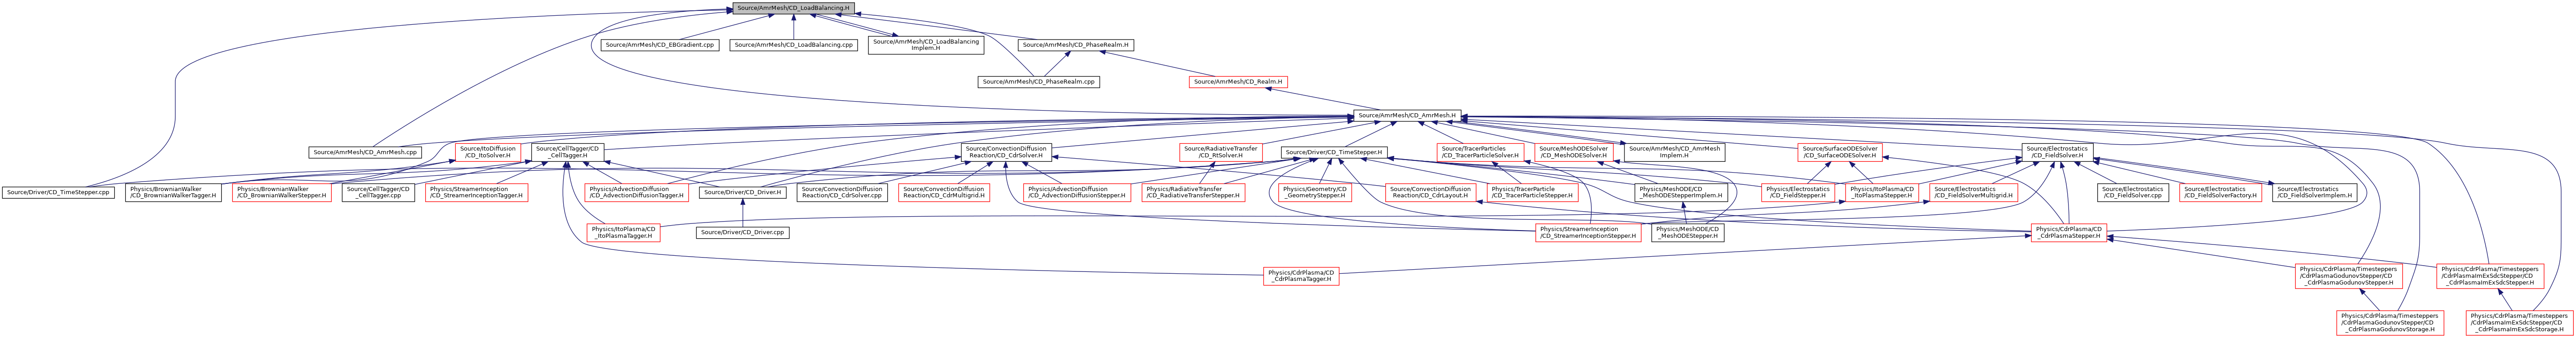 Source/AmrMesh/CD_LoadBalancing.H
Source/AmrMesh/CD_EBGradient.cpp
Source/AmrMesh/CD_LoadBalancing.cpp
Source/AmrMesh/CD_LoadBalancing
Implem.H
Source/AmrMesh/CD_PhaseRealm.H
Source/AmrMesh/CD_PhaseRealm.cpp
Source/AmrMesh/CD_Realm.H
Source/AmrMesh/CD_AmrMesh.H
Source/AmrMesh/CD_AmrMesh.cpp
Source/ItoDiffusion
/CD_ItoSolver.H
Source/CellTagger/CD
_CellTagger.H
Source/ConvectionDiffusion
Reaction/CD_CdrSolver.H
Source/RadiativeTransfer
/CD_RtSolver.H
Source/Driver/CD_TimeStepper.H
Source/TracerParticles
/CD_TracerParticleSolver.H
Source/MeshODESolver
/CD_MeshODESolver.H
Source/AmrMesh/CD_AmrMesh
Implem.H
Source/SurfaceODESolver
/CD_SurfaceODESolver.H
Source/Electrostatics
/CD_FieldSolver.H
Source/Driver/CD_TimeStepper.cpp
Physics/BrownianWalker
/CD_BrownianWalkerTagger.H
Physics/BrownianWalker
/CD_BrownianWalkerStepper.H
Source/CellTagger/CD
_CellTagger.cpp
Physics/StreamerInception
/CD_StreamerInceptionTagger.H
Physics/AdvectionDiffusion
/CD_AdvectionDiffusionTagger.H
Source/Driver/CD_Driver.H
Source/ConvectionDiffusion
Reaction/CD_CdrSolver.cpp
Source/ConvectionDiffusion
Reaction/CD_CdrMultigrid.H
Physics/AdvectionDiffusion
/CD_AdvectionDiffusionStepper.H
Physics/RadiativeTransfer
/CD_RadiativeTransferStepper.H
Physics/Geometry/CD
_GeometryStepper.H
Source/ConvectionDiffusion
Reaction/CD_CdrLayout.H
Physics/TracerParticle
/CD_TracerParticleStepper.H
Physics/MeshODE/CD
_MeshODEStepperImplem.H
Physics/Electrostatics
/CD_FieldStepper.H
Physics/ItoPlasma/CD
_ItoPlasmaStepper.H
Source/Electrostatics
/CD_FieldSolverMultigrid.H
Source/Electrostatics
/CD_FieldSolver.cpp
Source/Electrostatics
/CD_FieldSolverFactory.H
Source/Electrostatics
/CD_FieldSolverImplem.H
Physics/ItoPlasma/CD
_ItoPlasmaTagger.H
Source/Driver/CD_Driver.cpp
Physics/StreamerInception
/CD_StreamerInceptionStepper.H
Physics/MeshODE/CD
_MeshODEStepper.H
Physics/CdrPlasma/CD
_CdrPlasmaStepper.H
Physics/CdrPlasma/CD
_CdrPlasmaTagger.H
Physics/CdrPlasma/Timesteppers
/CdrPlasmaGodunovStepper/CD
_CdrPlasmaGodunovStepper.H
Physics/CdrPlasma/Timesteppers
/CdrPlasmaImExSdcStepper/CD
_CdrPlasmaImExSdcStepper.H
Physics/CdrPlasma/Timesteppers
/CdrPlasmaGodunovStepper/CD
_CdrPlasmaGodunovStorage.H
Physics/CdrPlasma/Timesteppers
/CdrPlasmaImExSdcStepper/CD
_CdrPlasmaImExSdcStorage.H